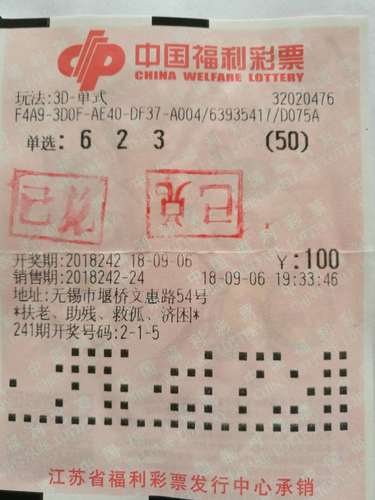 中国福利彩票
CHINA WELFARE LOTTERY
玩法:3D-单式 32020476
F4A9-3D0F-AE40-DF37-A004/63935417/D075A
单选: 6 2 3 (50)
已兑 已兑
开奖期:2018242 18-09-06 ¥:100
销售期:2018242-24 18-09-06 19:33:46
地址:无锡市堰桥文惠路54号
*扶老、助残、救孤、济困*
241期开奖号码:2-1-5
江苏省福利彩票发行中心承销